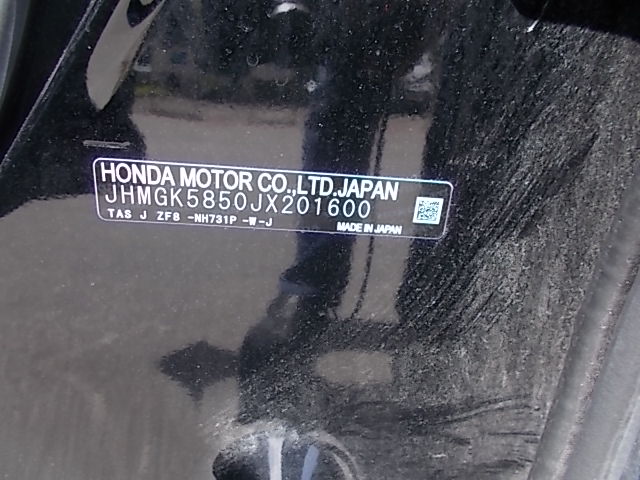 HONDA MOTOR CO.,LTD.JAPAN
JHMGK5850JX201600
TAS J ZF8 -NH731P -W-J
MADE IN JAPAN